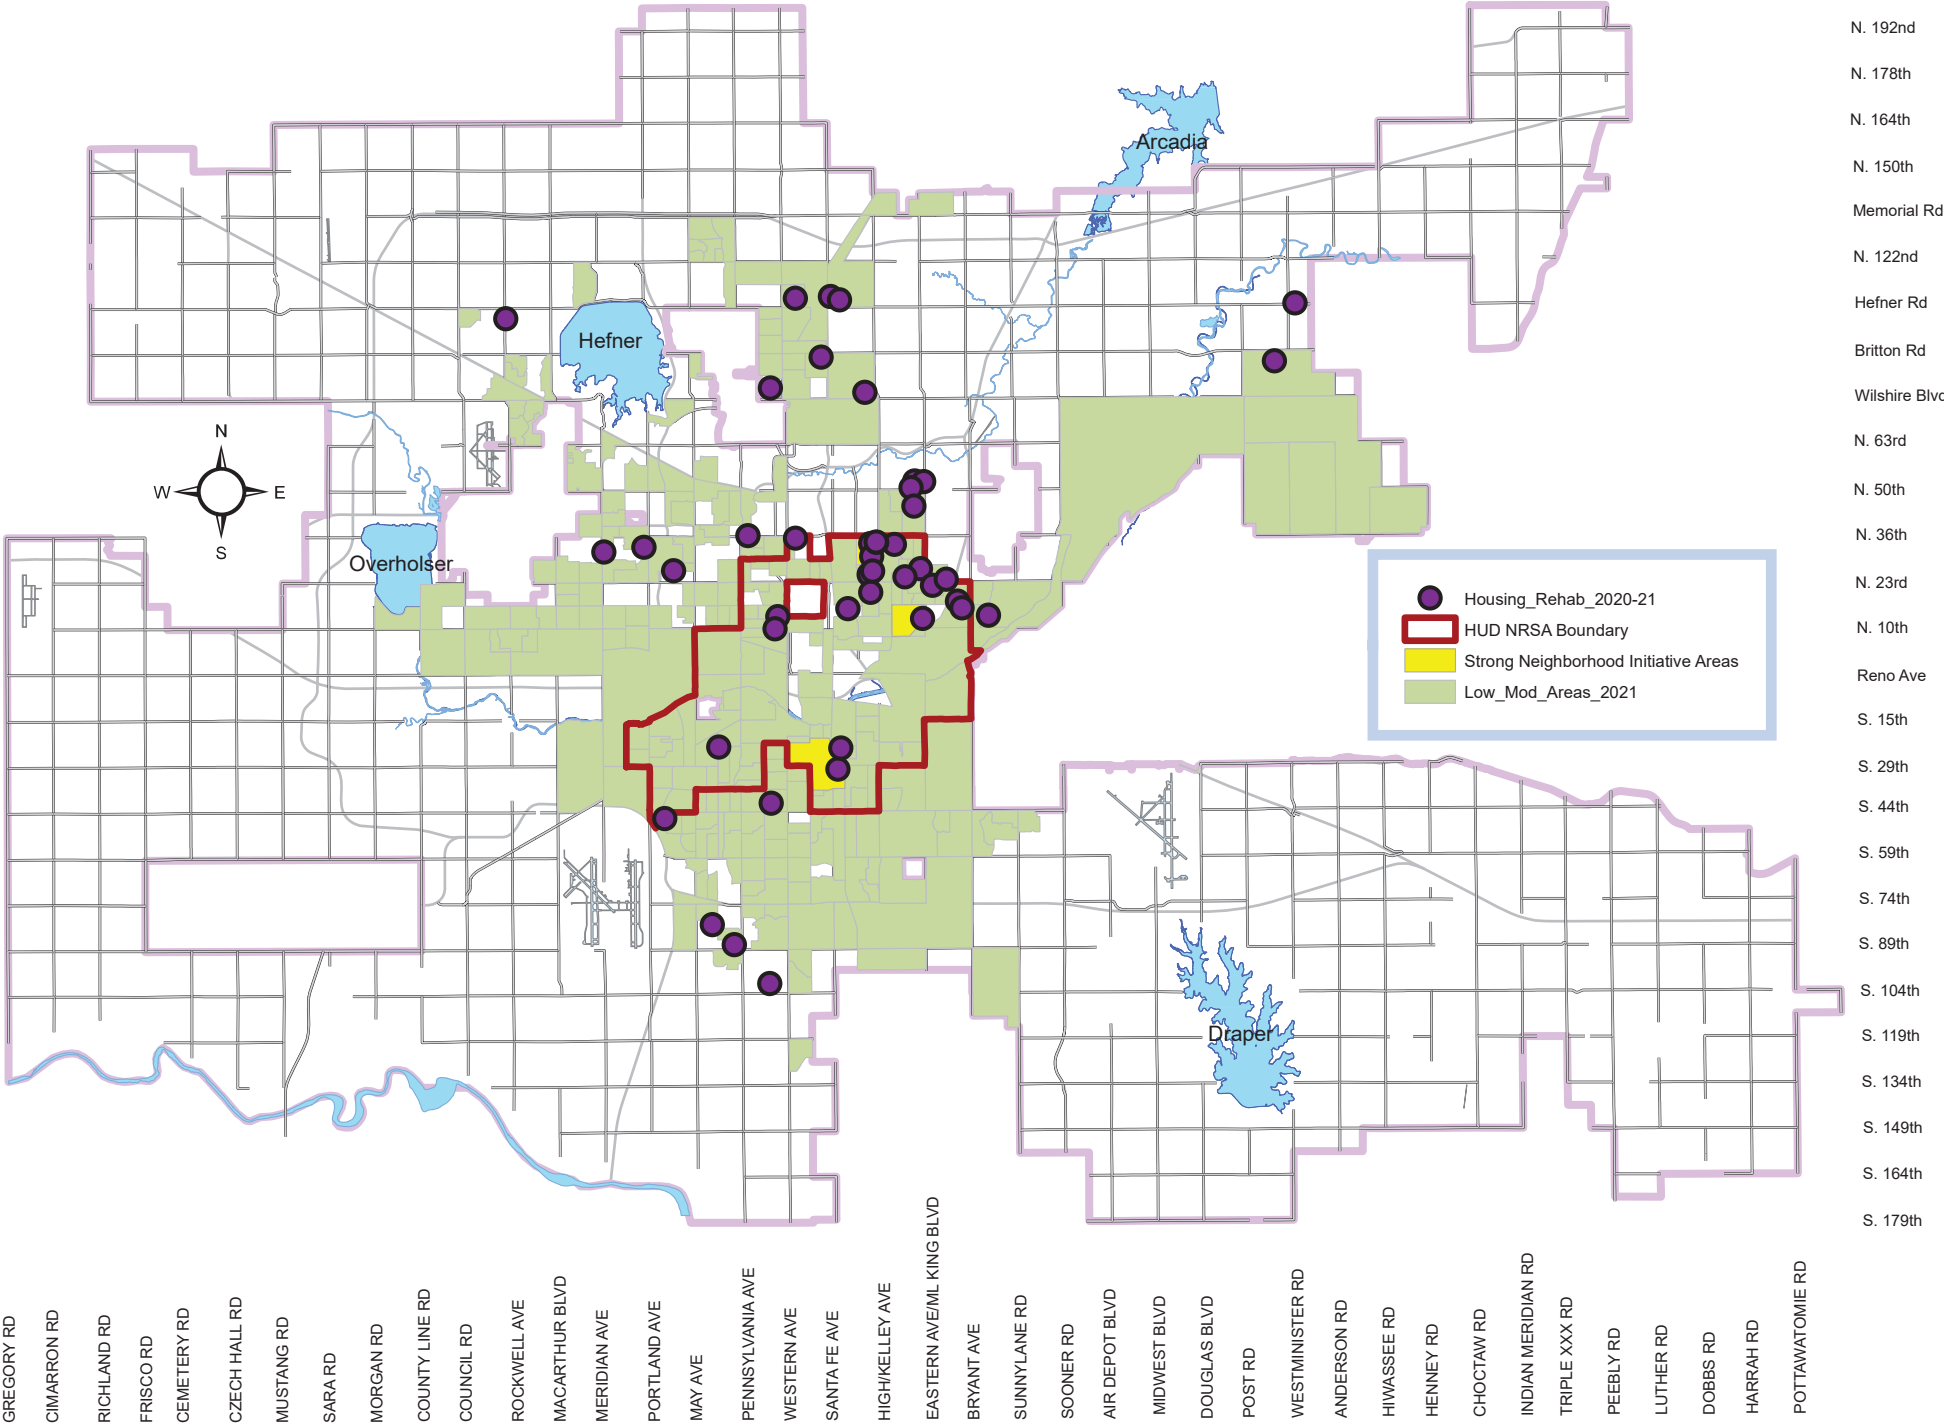 N. 192nd
N. 178th
N. 164th
Arcadia
N. 150th
Memorial Rd
N. 122nd
Hefner Rd
Hefner
Britton Rd
Wilshire Blvd
N
N. 63rd
W
E
N. 50th
N. 36th
S
Overholser
N. 23rd
Housing_Rehab_2020-21
HUD NRSA Boundary
N. 10th
Strong Neighborhood Initiative Areas
Reno Ave
Low_Mod_Areas_2021
S. 15th
S. 29th
S. 44th
S. 59th
S. 74th
S. 89th
S. 104th
Draper
S. 119th
S. 134th
S. 149th
S. 164th
S. 179th
GREGORY RD
CIMARRON RD
RICHLAND RD
FRISCO RD
CEMETERY RD
CZECH HALL RD
MUSTANG RD
SARA RD
MORGAN RD
COUNTY LINE RD
COUNCIL RD
ROCKWELL AVE
MACARTHUR BLVD
MERIDIAN AVE
PORTLAND AVE
MAY AVE
PENNSYLVANIA AVE
WESTERN AVE
SANTA FE AVE
HIGH/KELLEY AVE
EASTERN AVE/ML KING BLVD
BRYANT AVE
SUNNYLANE RD
SOONER RD
AIR DEPOT BLVD
MIDWEST BLVD
DOUGLAS BLVD
POST RD
WESTMINISTER RD
ANDERSON RD
HIWASSEE RD
HENNEY RD
CHOCTAW RD
INDIAN MERIDIAN RD
TRIPLE XXX RD
PEEBLY RD
LUTHER RD
DOBBS RD
HARRAH RD
POTTAWATOMIE RD